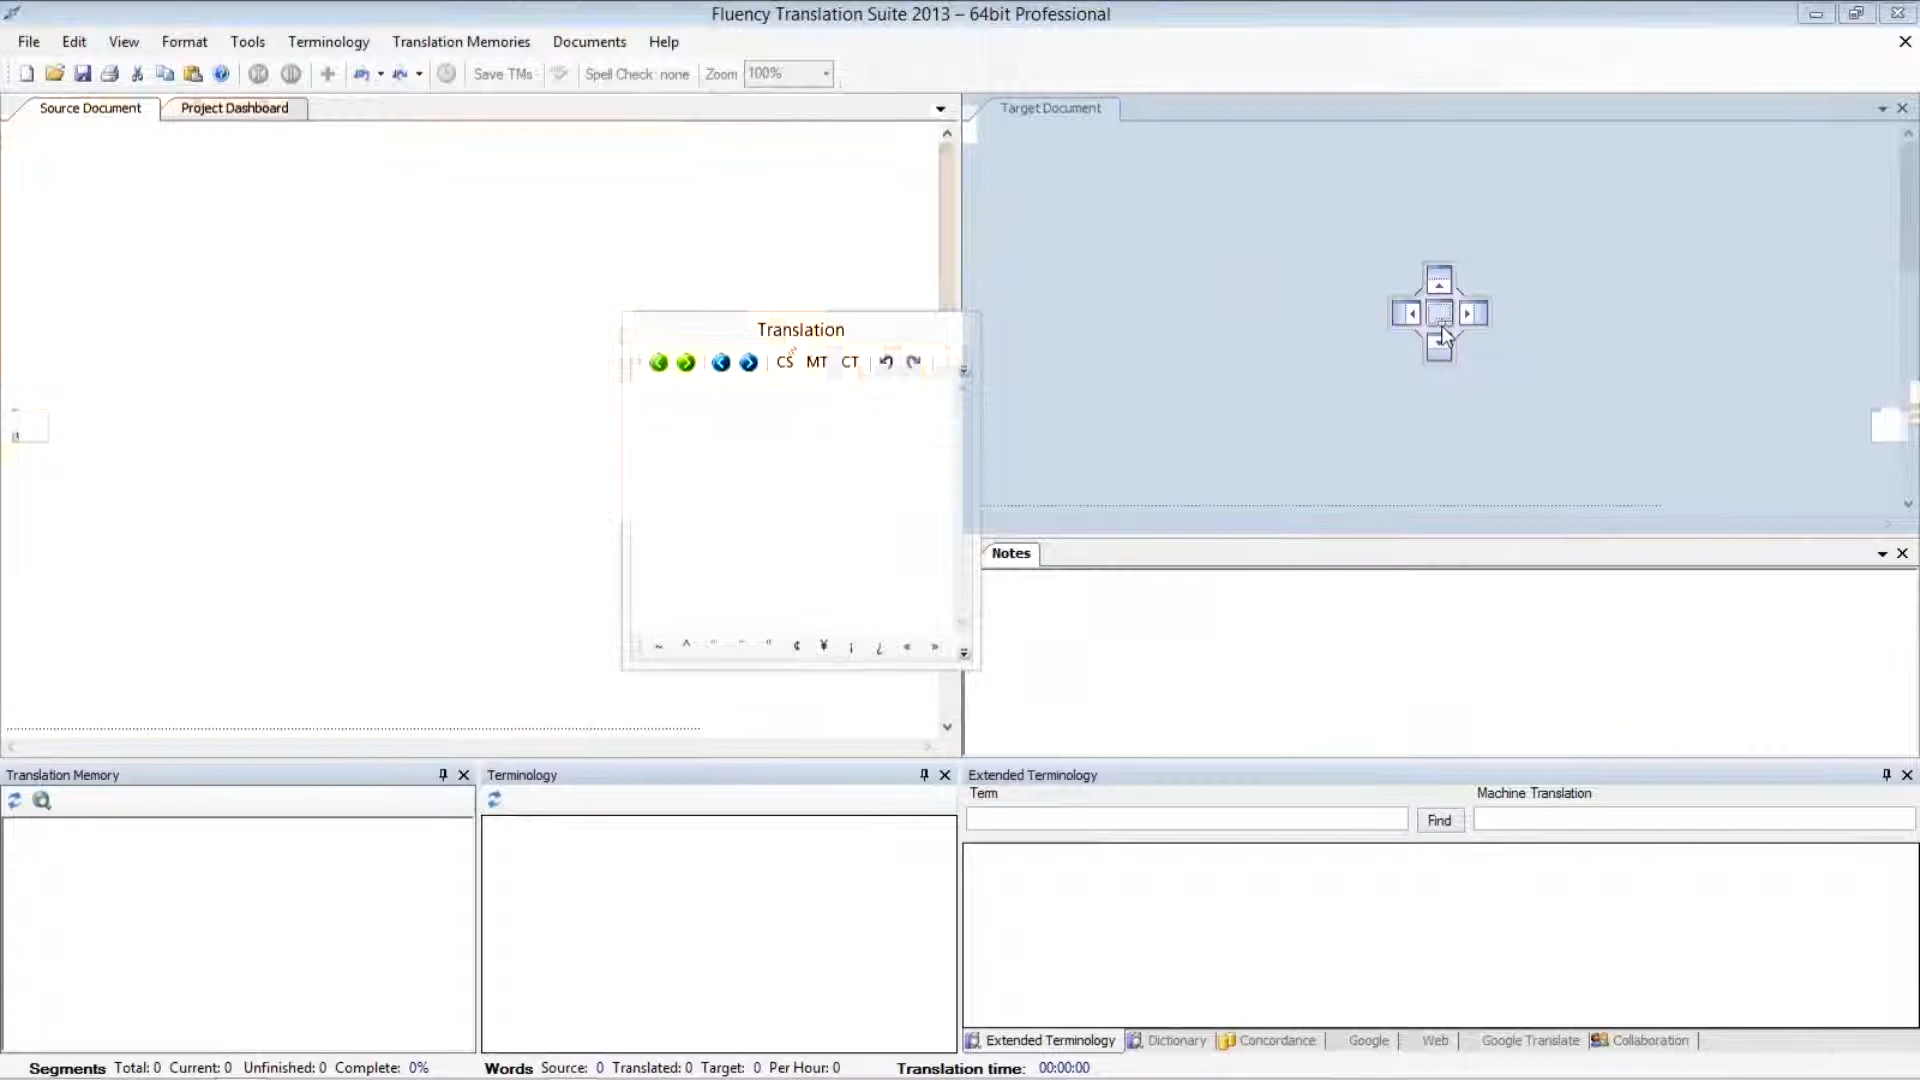 Fluency Translation Suite 2013 – 64bit Professional
File Edit View Format Tools Terminology Translation Memories Documents Help
Save TMs Spell Check: none Zoom 100%
Source Document Project Dashboard Target Document
Translation
CS MT CT
~ ^ ¢ ¥ ¡ ¿ « »
Notes
Translation Memory Terminology Extended Terminology
Term Machine Translation
Find
Extended Terminology Dictionary Concordance Google Web Google Translate Collaboration
Segments Total: 0 Current: 0 Unfinished: 0 Complete: 0% Words Source: 0 Translated: 0 Target: 0 Per Hour: 0 Translation time: 00:00:00